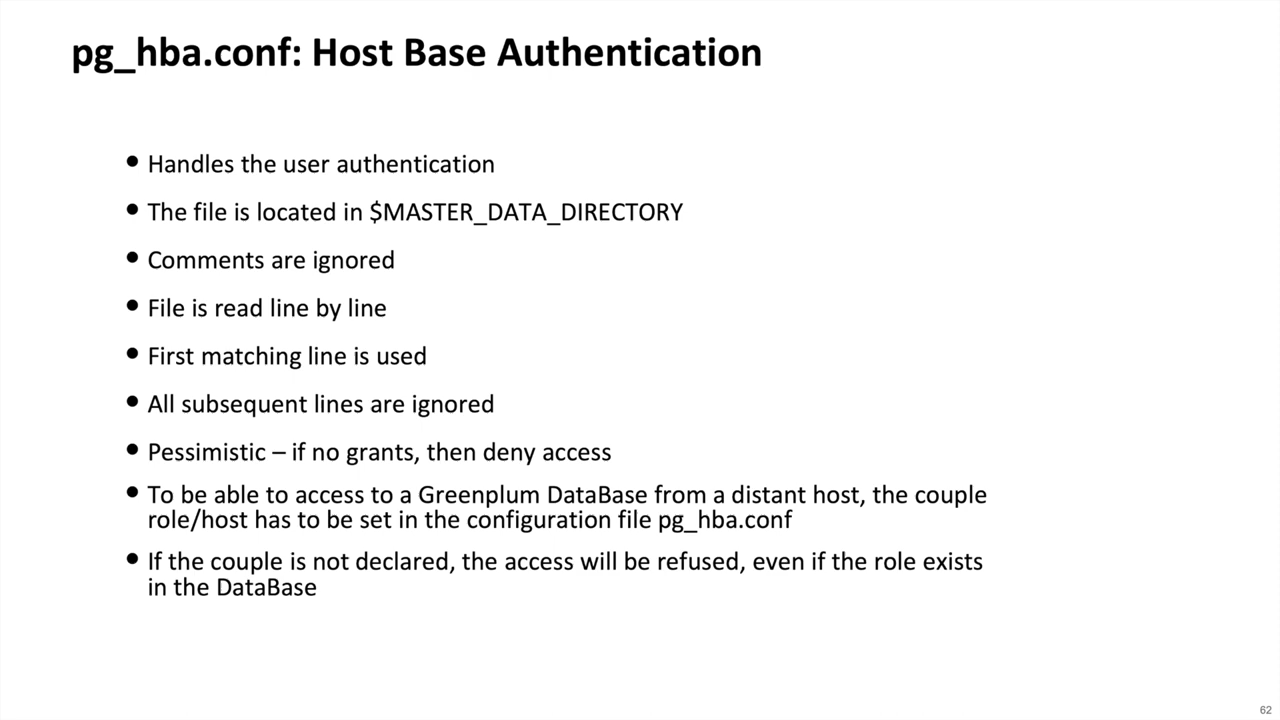 pg_hba.conf: Host Base Authentication
• Handles the user authentication
• The file is located in $MASTER_DATA_DIRECTORY
• Comments are ignored
• File is read line by line
• First matching line is used
• All subsequent lines are ignored
• Pessimistic – if no grants, then deny access
• To be able to access to a Greenplum DataBase from a distant host, the couple
role/host has to be set in the configuration file pg_hba.conf
• If the couple is not declared, the access will be refused, even if the role exists
in the DataBase
62